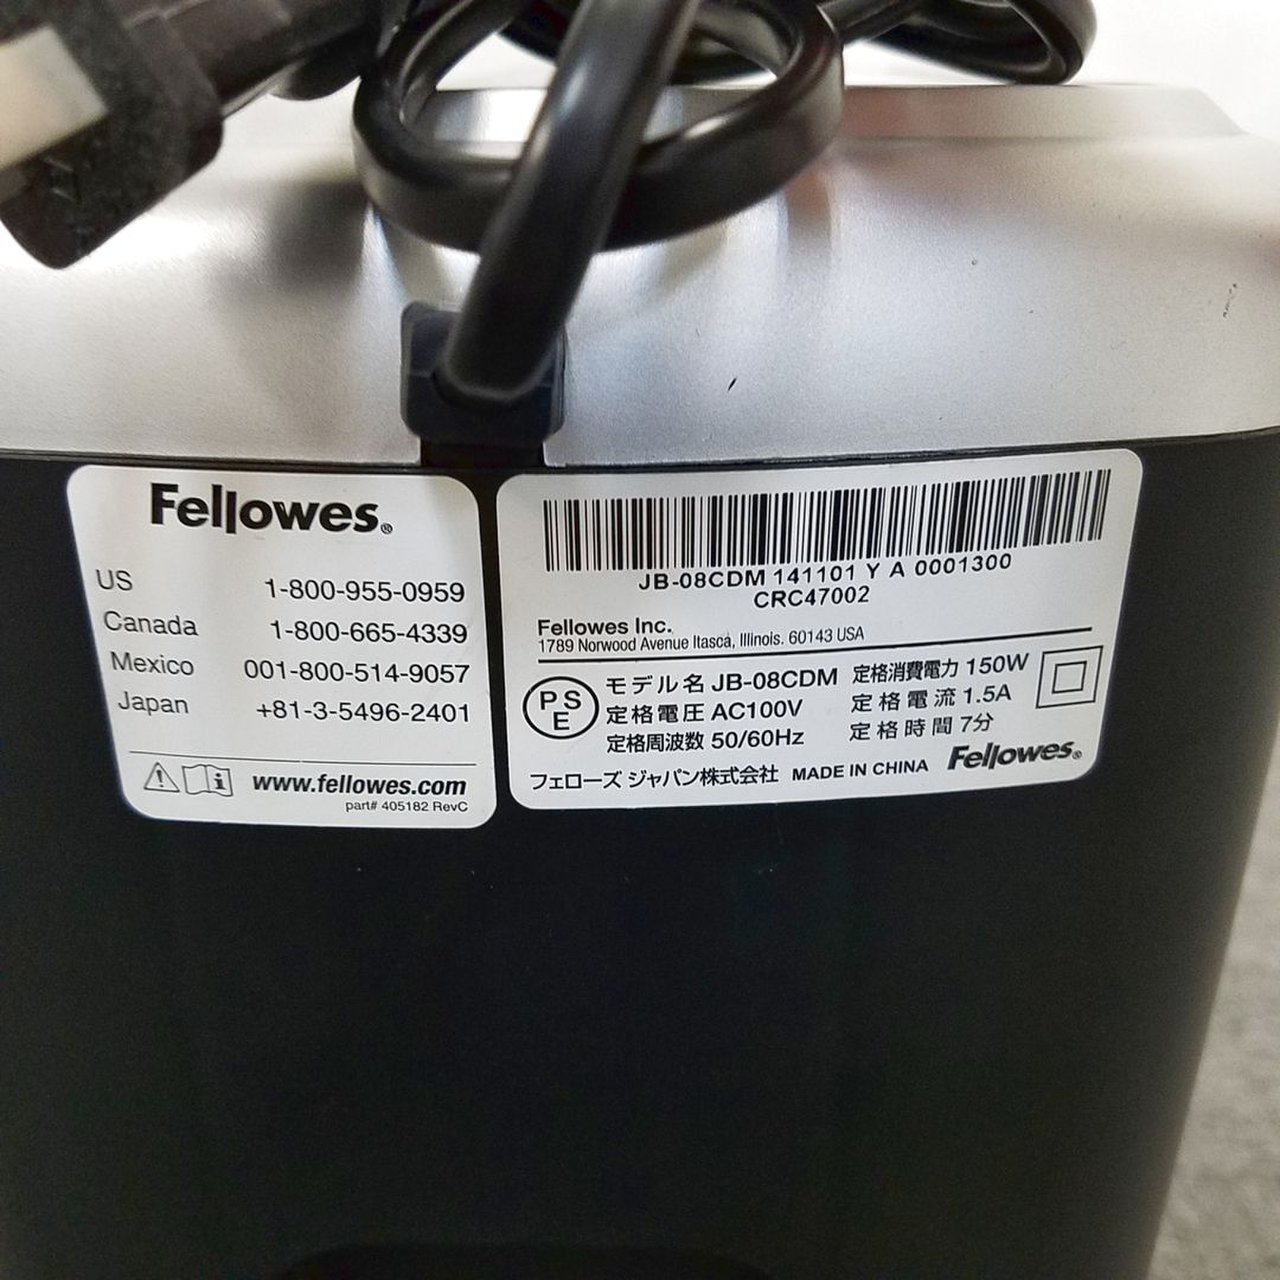 Fellowes®
US 1-800-955-0959
Canada 1-800-665-4339
Mexico 001-800-514-9057
Japan +81-3-5496-2401
www.fellowes.com
part# 405182 RevC
JB-08CDM 141101 Y A 0001300
CRC47002
Fellowes Inc.
1789 Norwood Avenue Itasca, Illinois. 60143 USA
PSE
モデル名 JB-08CDM 定格消費電力 150W
定格電圧 AC100V 定格電流 1.5A
定格周波数 50/60Hz 定格時間 7分
フェローズ ジャパン株式会社 MADE IN CHINA Fellowes®